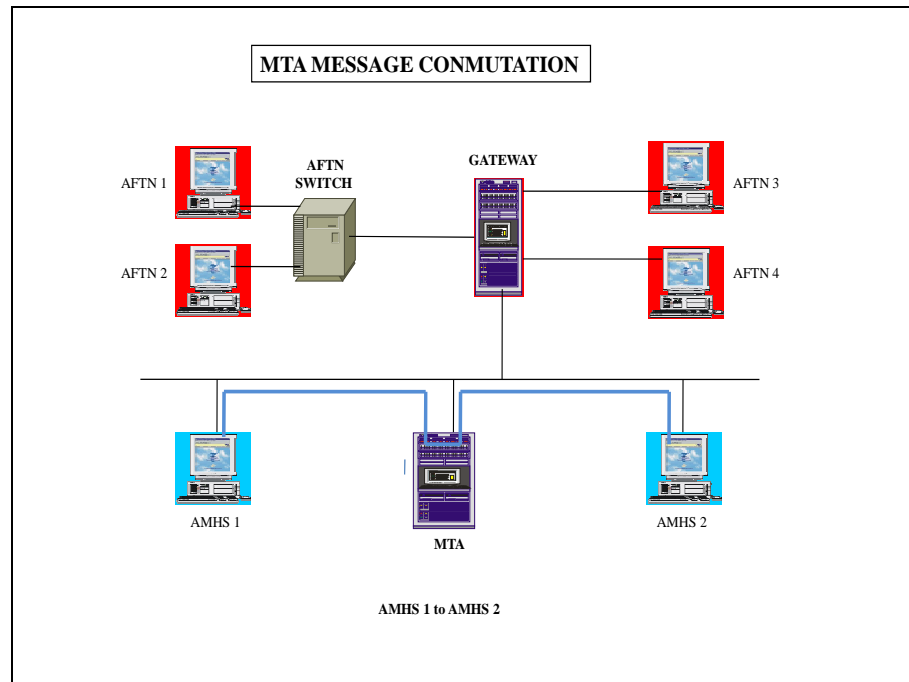 MTA MESSAGE CONMUTATION
AFTN 1
AFTN
SWITCH
GATEWAY
AFTN 3
AFTN 2
AFTN 4
AMHS 1
MTA
AMHS 2
AMHS 1 to AMHS 2